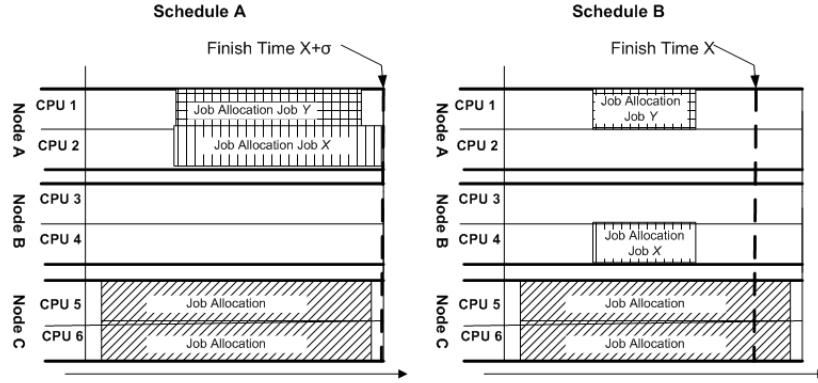 Schedule A
Finish Time X+σ
Node A
CPU 1
Job Allocation Job Y
CPU 2
Job Allocation Job X
Node B
CPU 3
CPU 4
Node C
CPU 5
Job Allocation
CPU 6
Job Allocation
Schedule B
Finish Time X
Node A
CPU 1
Job Allocation
Job Y
CPU 2
Node B
CPU 3
CPU 4
Job Allocation
Job X
Node C
CPU 5
Job Allocation
CPU 6
Job Allocation